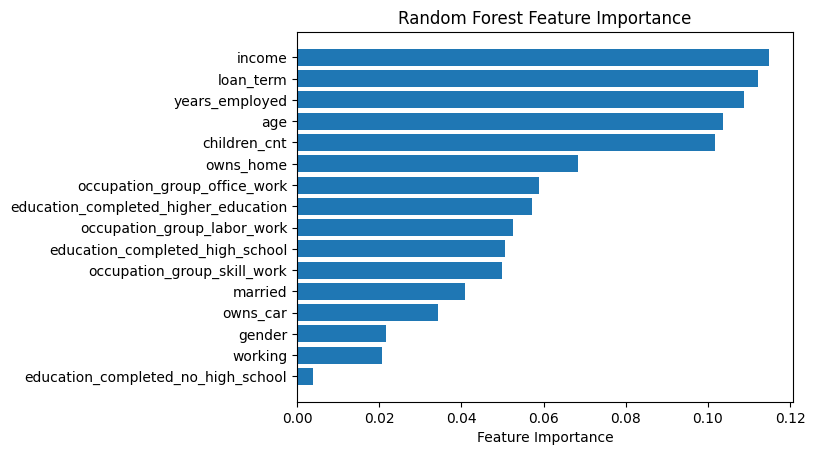 Random Forest Feature Importance
income
loan_term
years_employed
age
children_cnt
owns_home
occupation_group_office_work
education_completed_higher_education
occupation_group_labor_work
education_completed_high_school
occupation_group_skill_work
married
owns_car
gender
working
education_completed_no_high_school
0.00 0.02 0.04 0.06 0.08 0.10 0.12
Feature Importance